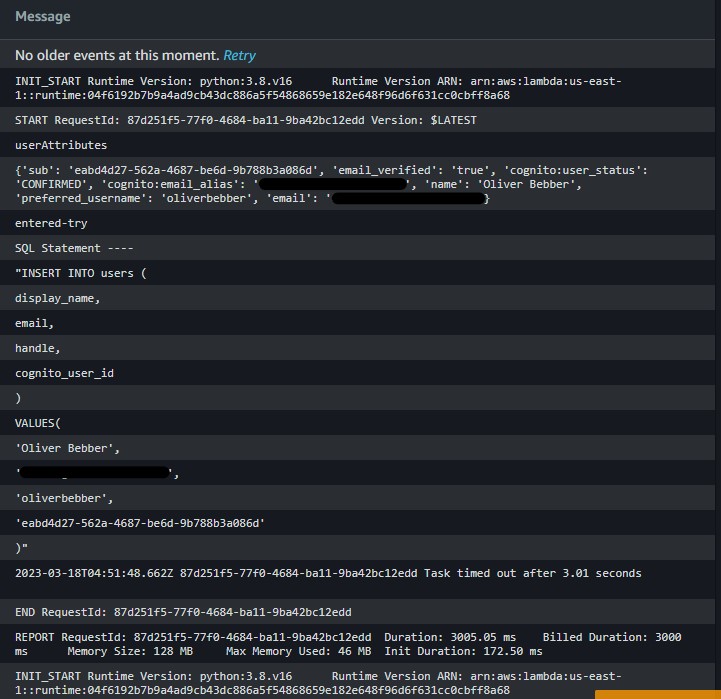 Message
No older events at this moment. Retry
INIT_START Runtime Version: python:3.8.v16 Runtime Version ARN: arn:aws:lambda:us-east-
1::runtime:04f6192b7b9a4ad9cb43dc886a5f54868659e182e648f96d6f631cc0cbff8a68
START RequestId: 87d251f5-77f0-4684-ba11-9ba42bc12edd Version: $LATEST
userAttributes
{'sub': 'eabd4d27-562a-4687-be6d-9b788b3a086d', 'email_verified': 'true', 'cognito:user_status':
'CONFIRMED', 'cognito:email_alias': ' ', 'name': 'Oliver Bebber',
'preferred_username': 'oliverbebber', 'email': ' }
entered-try
SQL Statement ----
"INSERT INTO users (
display_name,
email,
handle,
cognito_user_id
)
VALUES(
'Oliver Bebber',
' ',
'oliverbebber',
'eabd4d27-562a-4687-be6d-9b788b3a086d'
)"
2023-03-18T04:51:48.662Z 87d251f5-77f0-4684-ba11-9ba42bc12edd Task timed out after 3.01 seconds
END RequestId: 87d251f5-77f0-4684-ba11-9ba42bc12edd
REPORT RequestId: 87d251f5-77f0-4684-ba11-9ba42bc12edd Duration: 3005.05 ms Billed Duration: 3000
ms Memory Size: 128 MB Max Memory Used: 46 MB Init Duration: 172.50 ms
INIT_START Runtime Version: python:3.8.v16 Runtime Version ARN: arn:aws:lambda:us-east-
1::runtime:04f6192b7b9a4ad9cb43dc886a5f54868659e182e648f96d6f631cc0cbff8a68